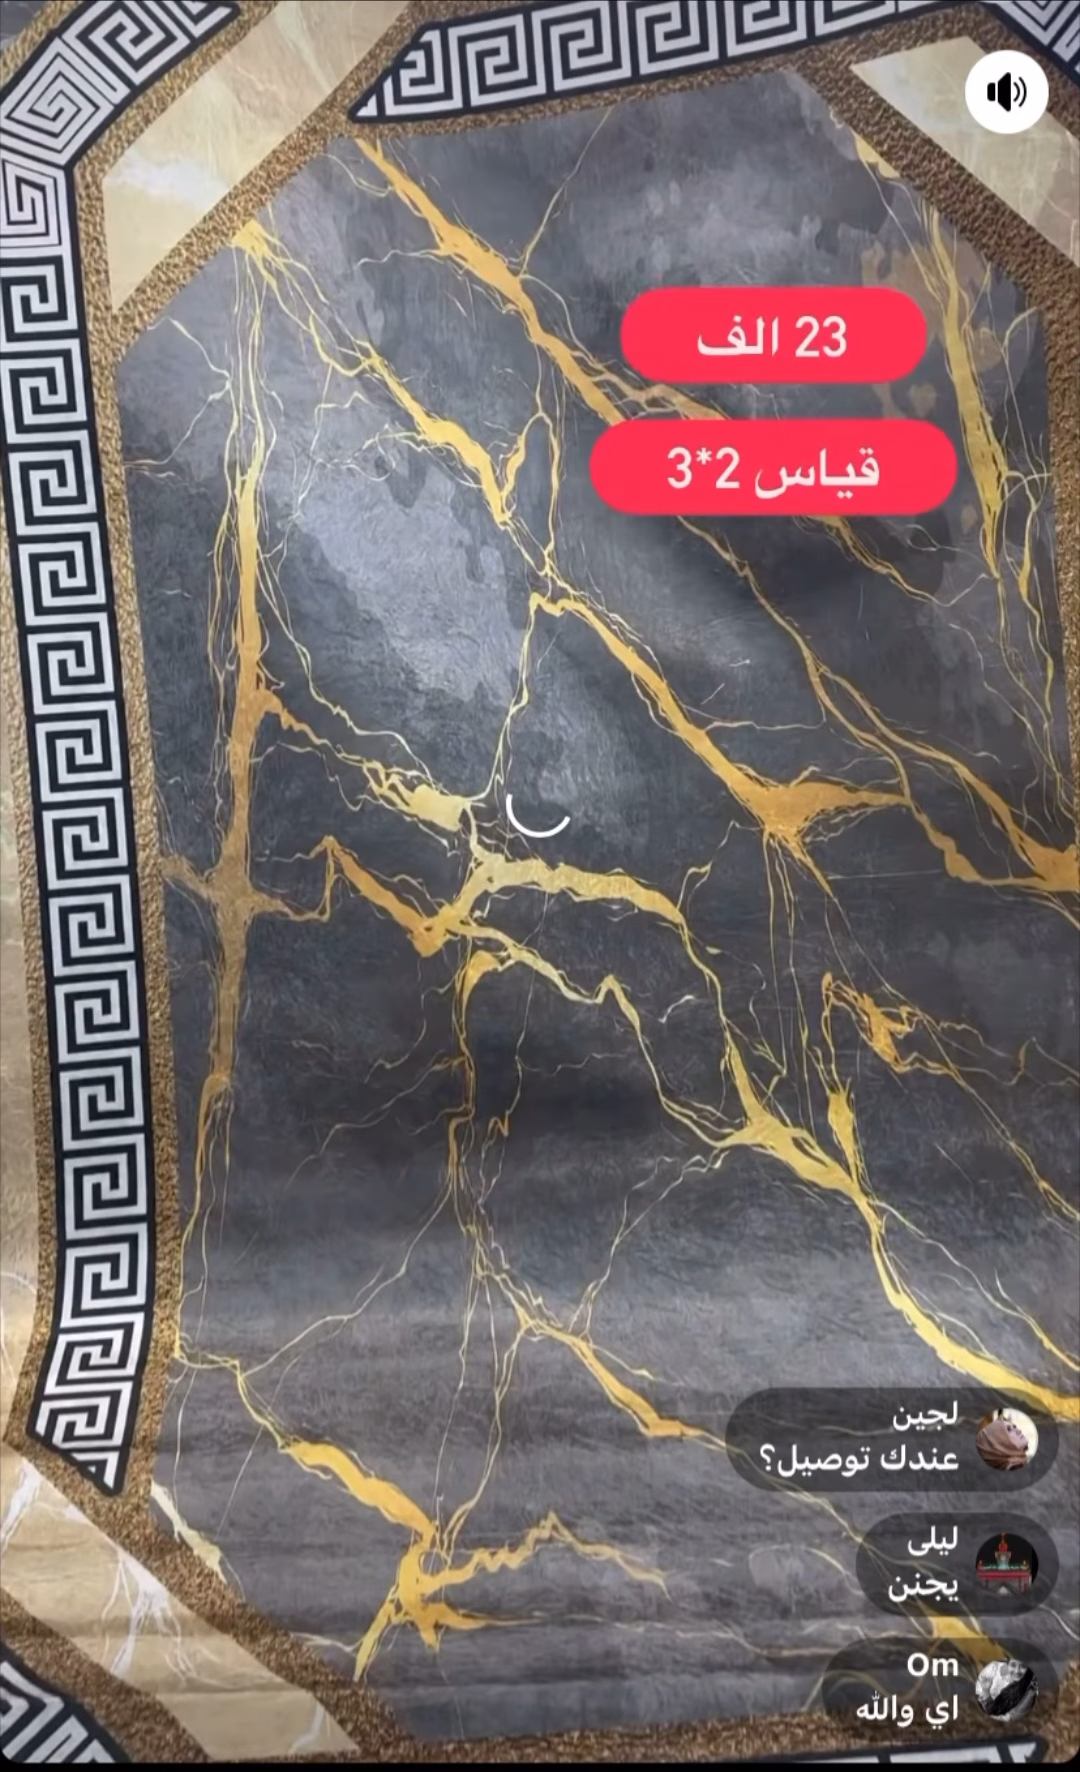 23 الف
قياس 2*3
لجين
عندك توصيل؟
ليلى
يجنن
Om
اي والله